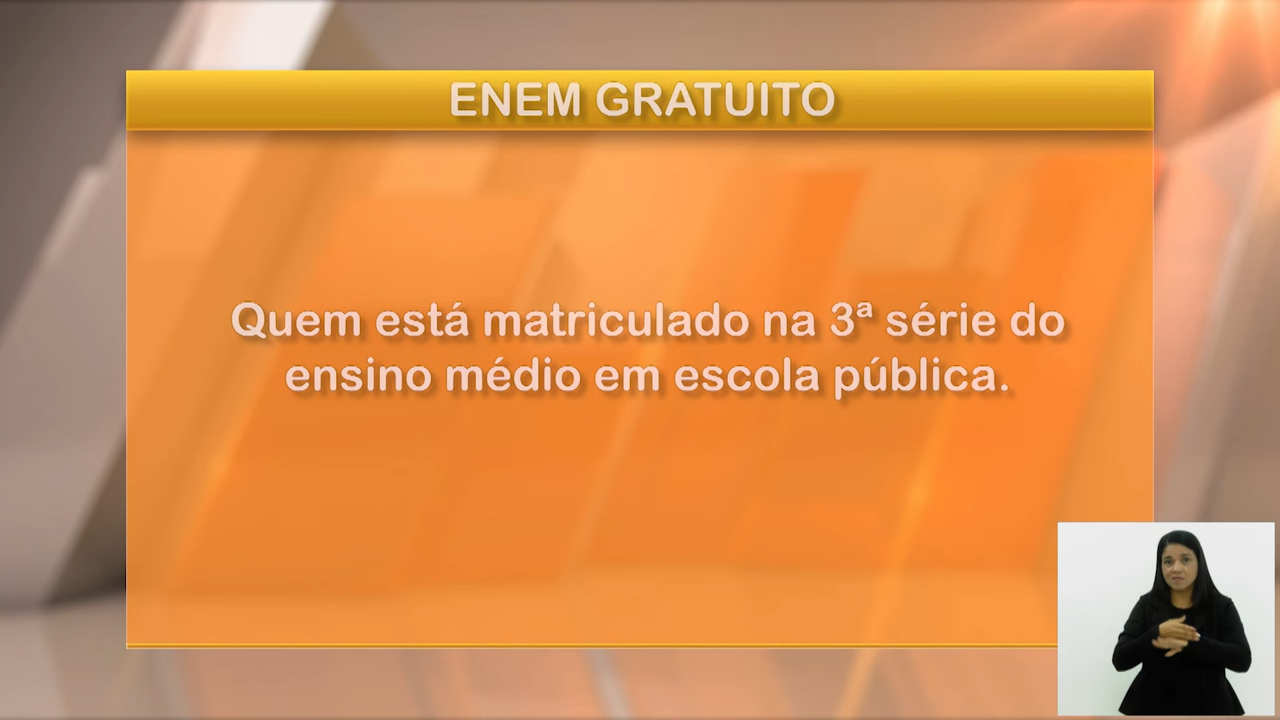 ENEM GRATUITO
Quem está matriculado na 3ª série do
ensino médio em escola pública.